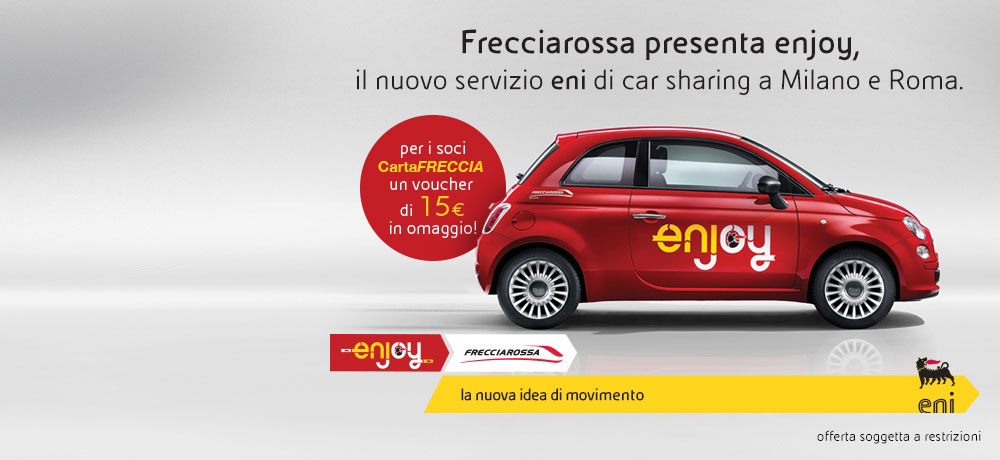 Frecciarossa presenta enjoy,
il nuovo servizio eni di car sharing a Milano e Roma.
per i soci
CartaFRECCIA
un voucher
di 15€
in omaggio!
FRECCIAROSSA
enjoy
enjoy
FRECCIAROSSA
la nuova idea di movimento
eni
offerta soggetta a restrizioni